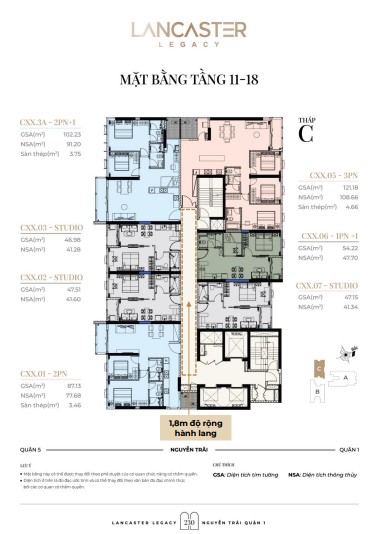 LANCASTER
LEGACY
MẶT BẰNG TẦNG 11-18
THÁP
C
CXX.3A - 2PN+1
GSA(m²) 102.23
NSA(m²) 91.20
Sàn thép(m²) 3.75
CXX.05 - 3PN
GSA(m²) 121.18
NSA(m²) 108.66
Sàn thép(m²) 4.66
CXX.03 - STUDIO
GSA(m²) 46.98
NSA(m²) 41.28
CXX.06 - 1PN +1
GSA(m²) 54.22
NSA(m²) 47.70
CXX.02 - STUDIO
GSA(m²) 47.51
NSA(m²) 41.60
CXX.07 - STUDIO
GSA(m²) 47.15
NSA(m²) 41.34
CXX.01 - 2PN
GSA(m²) 87.13
NSA(m²) 77.68
Sàn thép(m²) 3.46
C
A
B
1,8m độ rộng
hành lang
QUẬN 5
NGUYỄN TRÃI
QUẬN 1
LƯU Ý
CHÚ THÍCH
GSA: Diện tích tim tường
NSA: Diện tích thông thủy
LANCASTER LEGACY 230 NGUYỄN TRÃI QUẬN 1